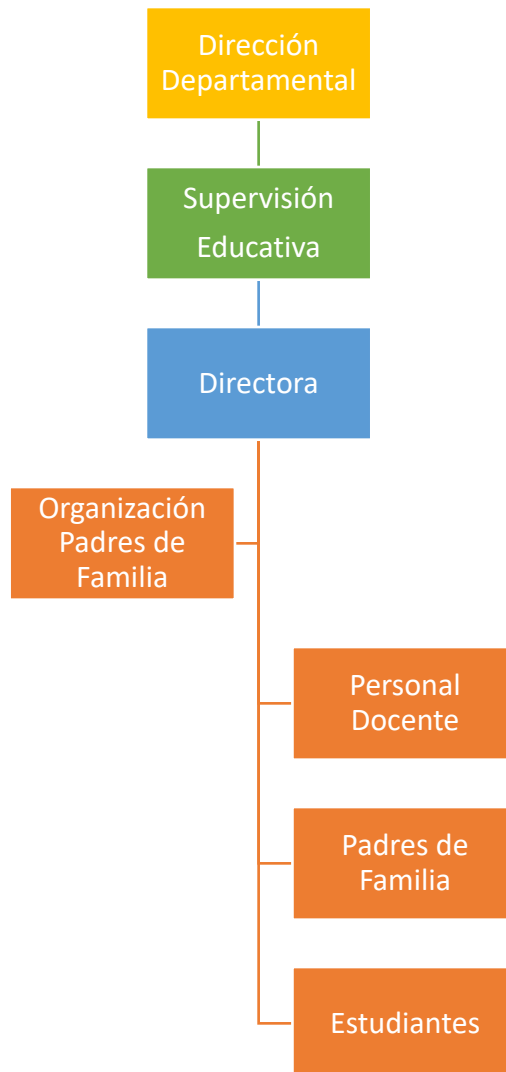 Dirección
Departamental
Supervisión
Educativa
Directora
Organización
Padres de
Familia
Personal
Docente
Padres de
Familia
Estudiantes